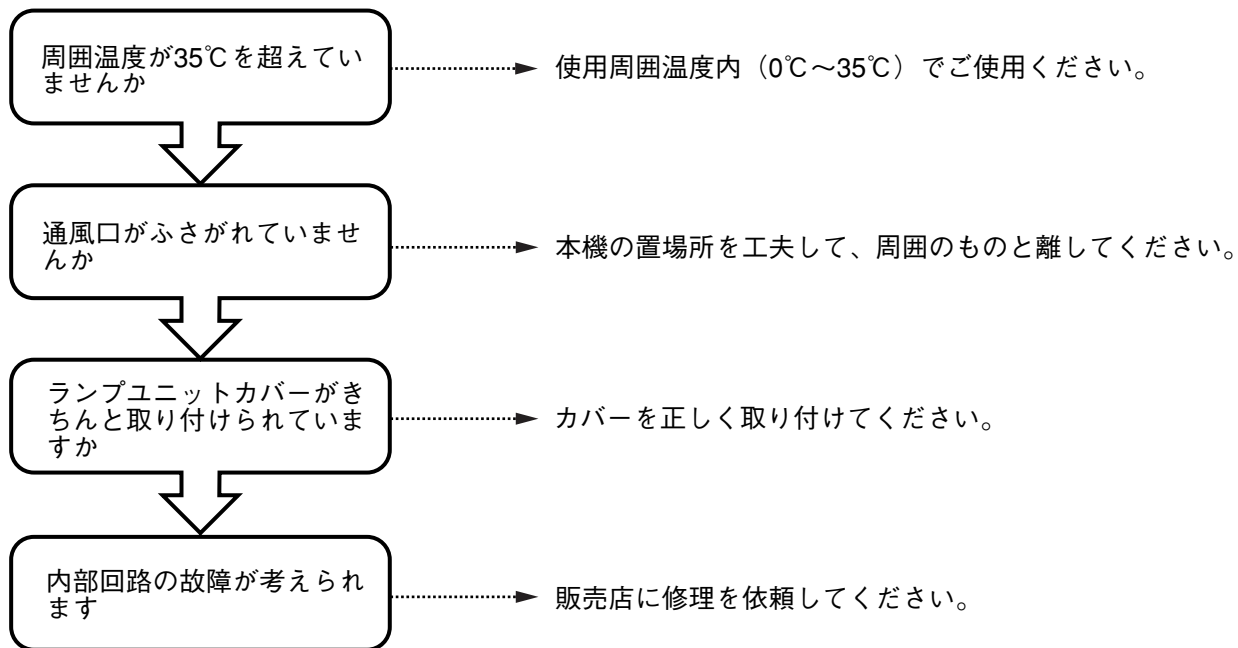 周囲温度が35℃を超えてい
ませんか
使用周囲温度内（0℃～35℃）でご使用ください。
通風口がふさがれていませ
んか
本機の置場所を工夫して、周囲のものと離してください。
ランプユニットカバーがき
ちんと取り付けられていま
すか
カバーを正しく取り付けてください。
内部回路の故障が考えられ
ます
販売店に修理を依頼してください。